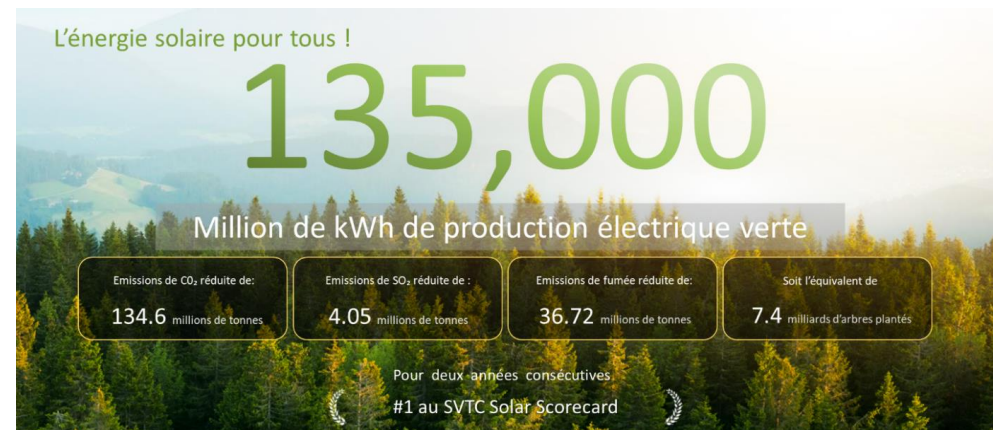 L'énergie solaire pour tous !
135,000
Million de kWh de production électrique verte
Emissions de CO₂ réduite de:
134.6 millions de tonnes
Emissions de SO₂ réduite de :
4.05 millions de tonnes
Emissions de fumée réduite de:
36.72 millions de tonnes
Soit l'équivalent de
7.4 milliards d'arbres plantés
Pour deux années consécutives
#1 au SVTC Solar Scorecard